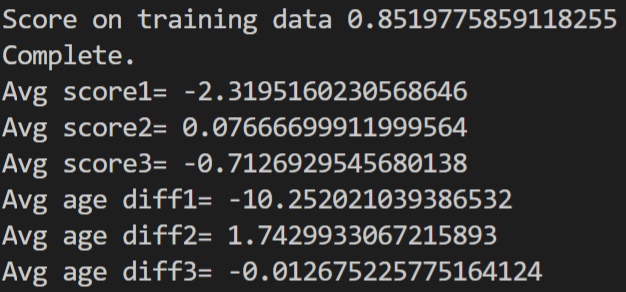 Score on training data 0.8519775859118255
Complete.
Avg score1= -2.3195160230568646
Avg score2= 0.07666699911999564
Avg score3= -0.7126929545680138
Avg age diff1= -10.252021039386532
Avg age diff2= 1.7429933067215893
Avg age diff3= -0.012675225775164124